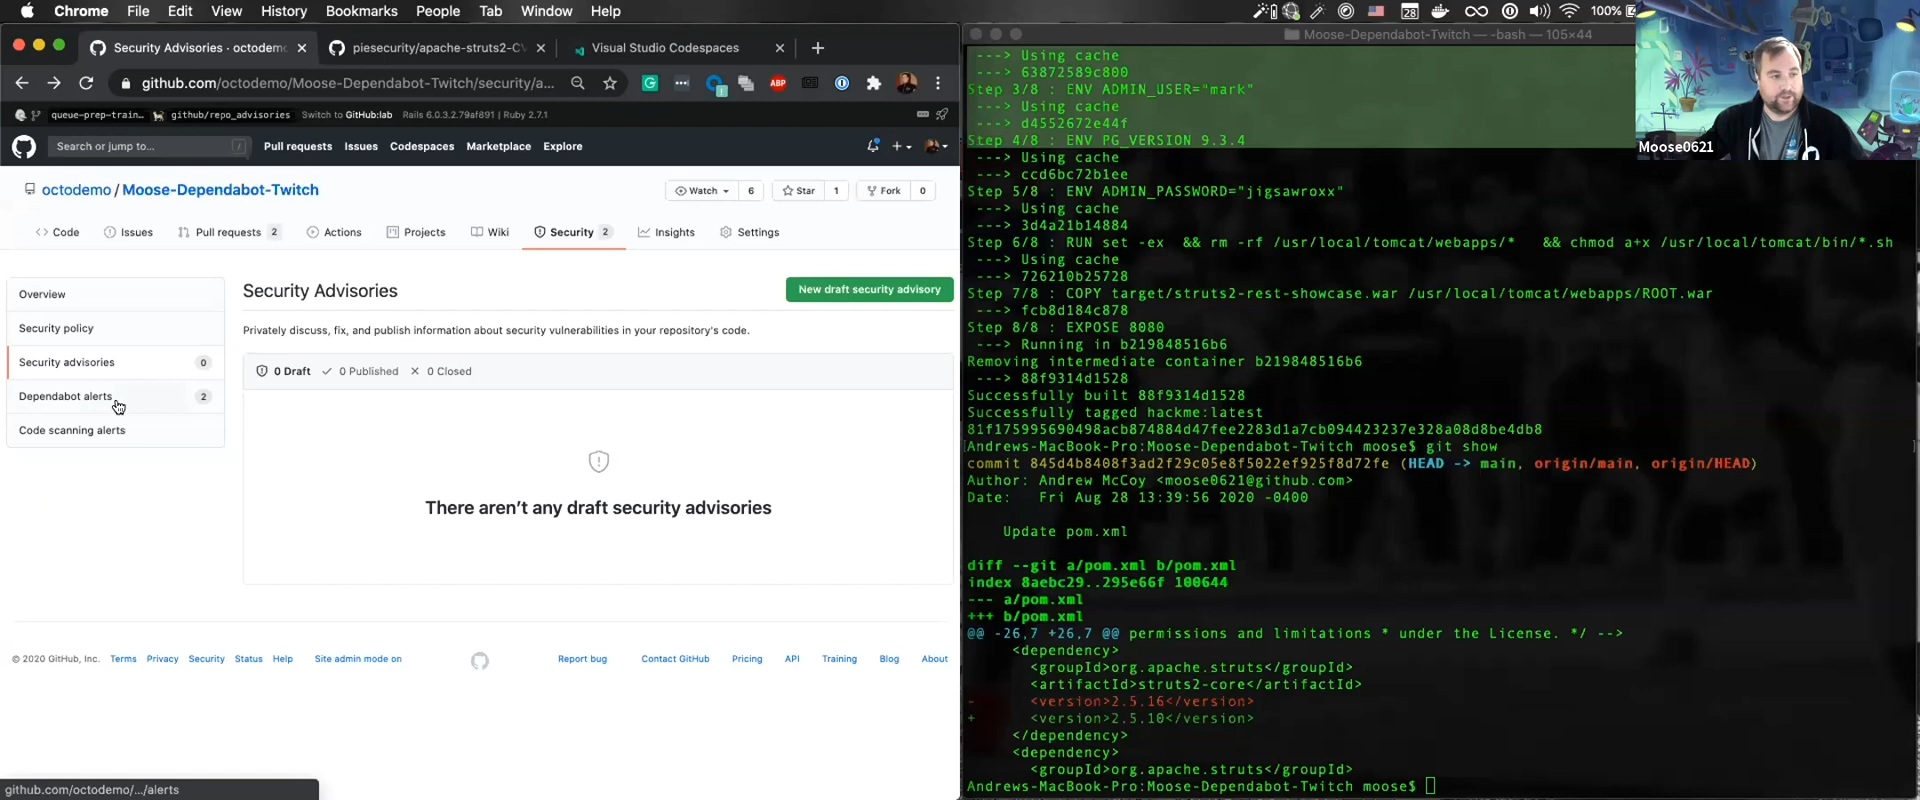 Chrome File Edit View History Bookmarks People Tab Window Help
28 100%
Security Advisories · octodem
piesecurity/apache-struts2-CV
Visual Studio Codespaces
github.com/octodemo/Moose-Dependabot-Twitch/security/a...
ABP
queue-prep-train… github/repo_advisories Switch to GitHub:lab Rails 6.0.3.2.79af891 | Ruby 2.7.1
Search or jump to... / Pull requests Issues Codespaces Marketplace Explore
octodemo / Moose-Dependabot-Twitch Watch 6 Star 1 Fork 0
Code Issues Pull requests 2 Actions Projects Wiki Security 2 Insights Settings
Overview
Security policy
Security advisories 0
Dependabot alerts 2
Code scanning alerts
Security Advisories New draft security advisory
Privately discuss, fix, and publish information about security vulnerabilities in your repository's code.
0 Draft 0 Published 0 Closed
There aren't any draft security advisories
© 2020 GitHub, Inc. Terms Privacy Security Status Help Site admin mode on Report bug Contact GitHub Pricing API Training Blog About
github.com/octodemo/.../alerts
Moose-Dependabot-Twitch — -bash — 105×44
---> Using cache
---> 63872589c800
Step 3/8 : ENV ADMIN_USER="mark"
---> Using cache
---> d4552672e44f
Step 4/8 : ENV PG_VERSION 9.3.4
---> Using cache
---> ccd6bc72b1ee
Step 5/8 : ENV ADMIN_PASSWORD="jigsawroxx"
---> Using cache
---> 3d4a21b14884
Step 6/8 : RUN set -ex && rm -rf /usr/local/tomcat/webapps/* && chmod a+x /usr/local/tomcat/bin/*.sh
---> Using cache
---> 726210b25728
Step 7/8 : COPY target/struts2-rest-showcase.war /usr/local/tomcat/webapps/ROOT.war
---> fcb8d184c878
Step 8/8 : EXPOSE 8080
---> Running in b219848516b6
Removing intermediate container b219848516b6
---> 88f9314d1528
Successfully built 88f9314d1528
Successfully tagged hackme:latest
81f175995690498acb874884d47fee2283d1a7cb094423237e328a08d8be4db8
Andrews-MacBook-Pro:Moose-Dependabot-Twitch moose$ git show
commit 845d4b8408f3ad2f29c05e8f5022ef925f8d72fe (HEAD -> main, origin/main, origin/HEAD)
Author: Andrew McCoy <moose0621@github.com>
Date: Fri Aug 28 13:39:56 2020 -0400
Update pom.xml
diff --git a/pom.xml b/pom.xml
index 8aebc29..295e66f 100644
--- a/pom.xml
+++ b/pom.xml
@@ -26,7 +26,7 @@ permissions and limitations * under the License. */ -->
<dependency>
<groupId>org.apache.struts</groupId>
<artifactId>struts2-core</artifactId>
- <version>2.5.16</version>
+ <version>2.5.10</version>
</dependency>
<dependency>
<groupId>org.apache.struts</groupId>
Andrews-MacBook-Pro:Moose-Dependabot-Twitch moose$
Moose0621